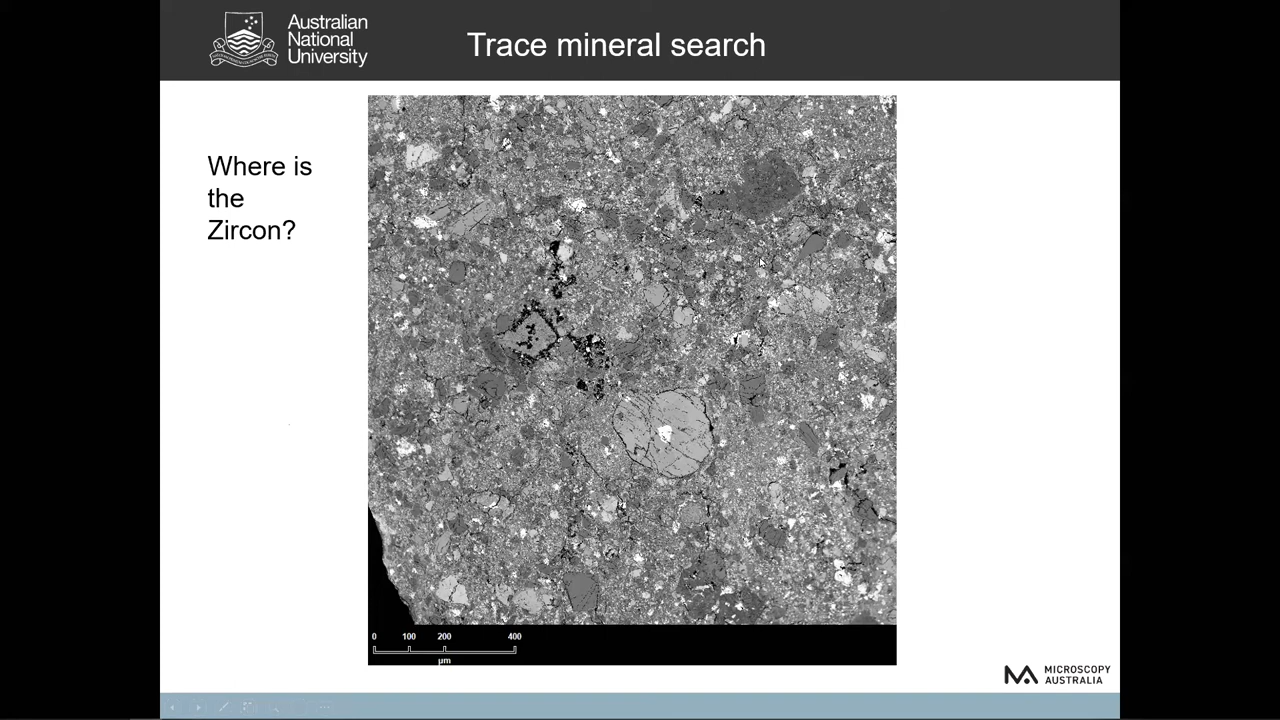 Australian
National
University
Trace mineral search
Where is
the
Zircon?
0 100 200 400
µm
MICROSCOPY
AUSTRALIA